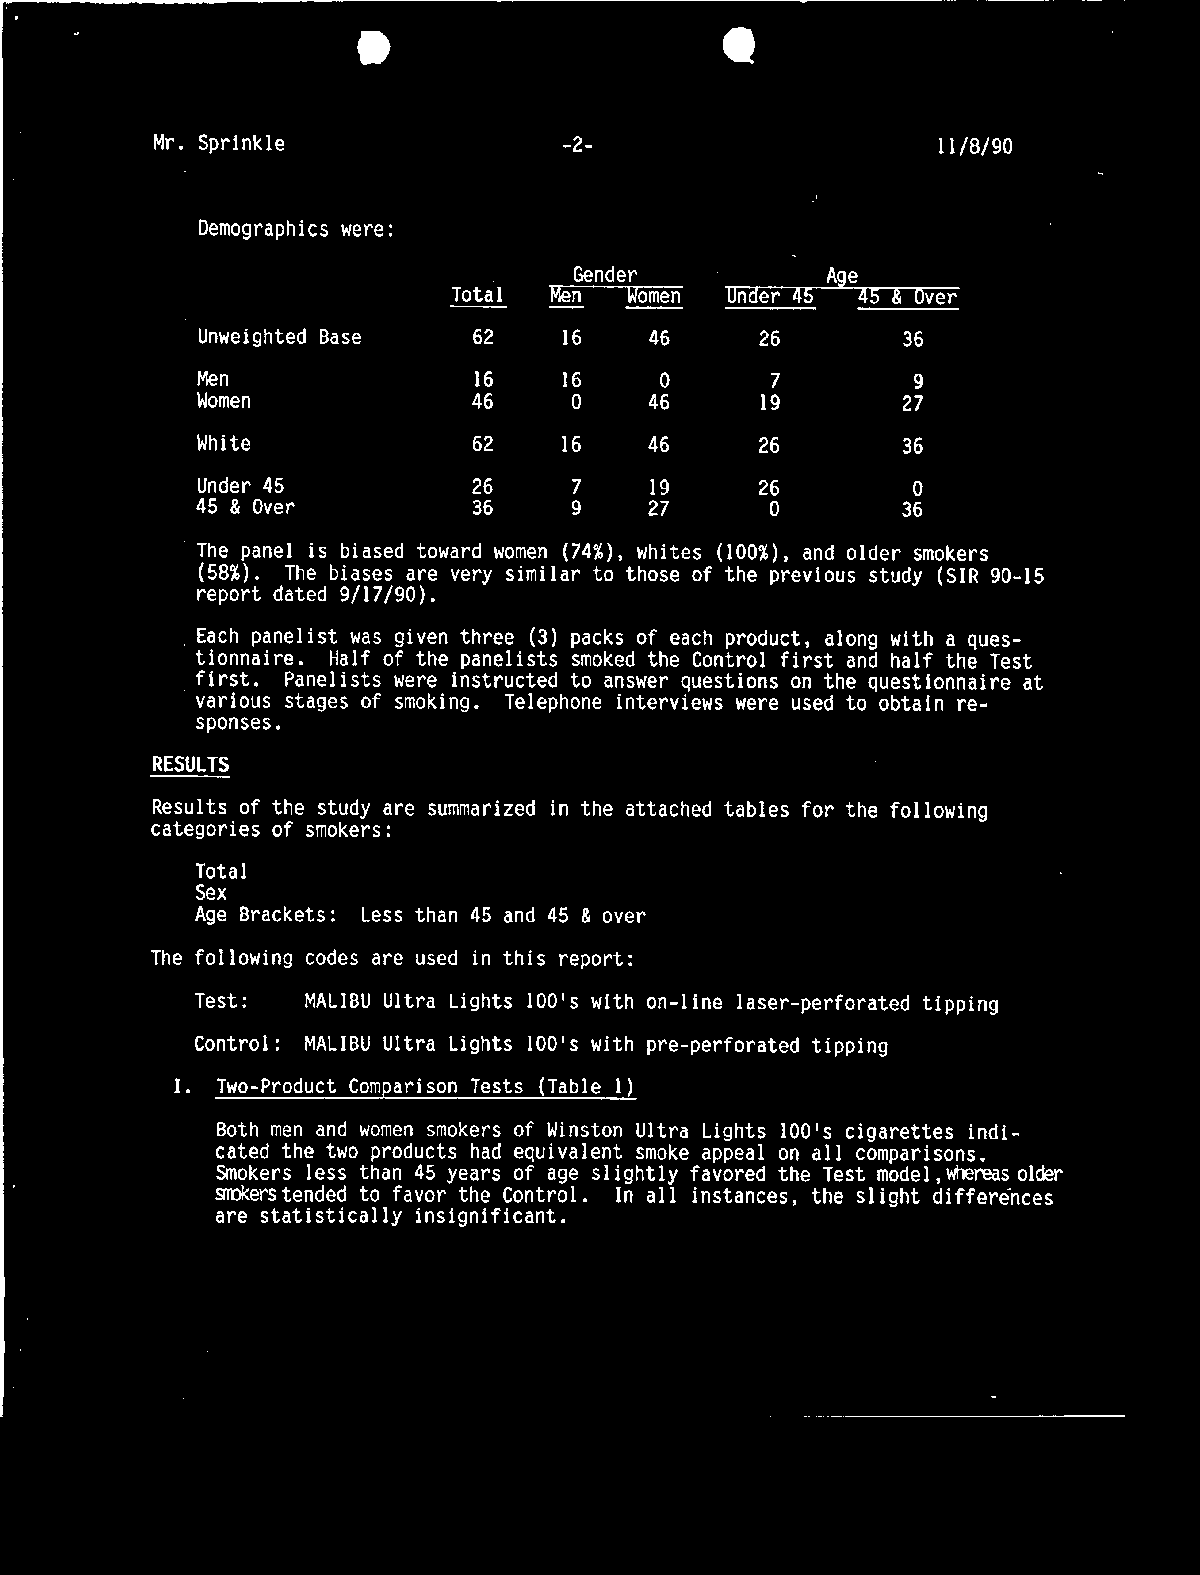 Mr. Sprinkle -2- 11/8/90
Demographics were:
Gender Age
Total Men Women Under 45 45 & Over
Unweighted Base 62 16 46 26 36
Men 16 16 0 7 9
Women 46 0 46 19 27
White 62 16 46 26 36
Under 45 26 7 19 26 0
45 & Over 36 9 27 0 36
The panel is biased toward women (74%), whites (100%), and older smokers
(58%). The biases are very similar to those of the previous study (SIR 90-15
report dated 9/17/90).
Each panelist was given three (3) packs of each product, along with a ques-
tionnaire. Half of the panelists smoked the Control first and half the Test
first. Panelists were instructed to answer questions on the questionnaire at
various stages of smoking. Telephone interviews were used to obtain re-
sponses.
RESULTS
Results of the study are summarized in the attached tables for the following
categories of smokers:
Total
Sex
Age Brackets: Less than 45 and 45 & over
The following codes are used in this report:
Test: MALIBU Ultra Lights 100's with on-line laser-perforated tipping
Control: MALIBU Ultra Lights 100's with pre-perforated tipping
I. Two-Product Comparison Tests (Table 1)
Both men and women smokers of Winston Ultra Lights 100's cigarettes indi-
cated the two products had equivalent smoke appeal on all comparisons.
Smokers less than 45 years of age slightly favored the Test model, whereas older
smokers tended to favor the Control. In all instances, the slight differences
are statistically insignificant.